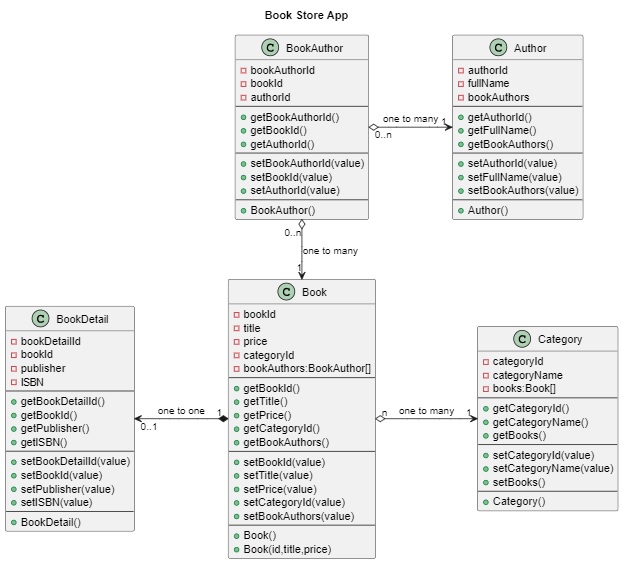 Book Store App
C BookAuthor
bookAuthorId
bookId
authorId
getBookAuthorId()
getBookId()
getAuthorId()
setBookAuthorId(value)
setBookId(value)
setAuthorId(value)
BookAuthor()
one to many
0..n
1
C Author
authorId
fullName
bookAuthors
getAuthorId()
getFullName()
getBookAuthors()
setAuthorId(value)
setFullName(value)
setBookAuthors(value)
Author()
0..n
one to many
1
C BookDetail
bookDetailId
bookId
publisher
ISBN
getBookDetailId()
getBookId()
getPublisher()
getISBN()
setBookDetailId(value)
setBookId(value)
setPublisher(value)
setISBN(value)
BookDetail()
one to one
1
0..1
C Book
bookId
title
price
categoryId
bookAuthors:BookAuthor[]
getBookId()
getTitle()
getPrice()
getCategoryId()
getBookAuthors()
setBookId(value)
setTitle(value)
setPrice(value)
setCategoryId(value)
setBookAuthors(value)
Book()
Book(id,title,price)
n
one to many
1
C Category
categoryId
categoryName
books:Book[]
getCategoryId()
getCategoryName()
getBooks()
setCategoryId(value)
setCategoryName(value)
setBooks()
Category()